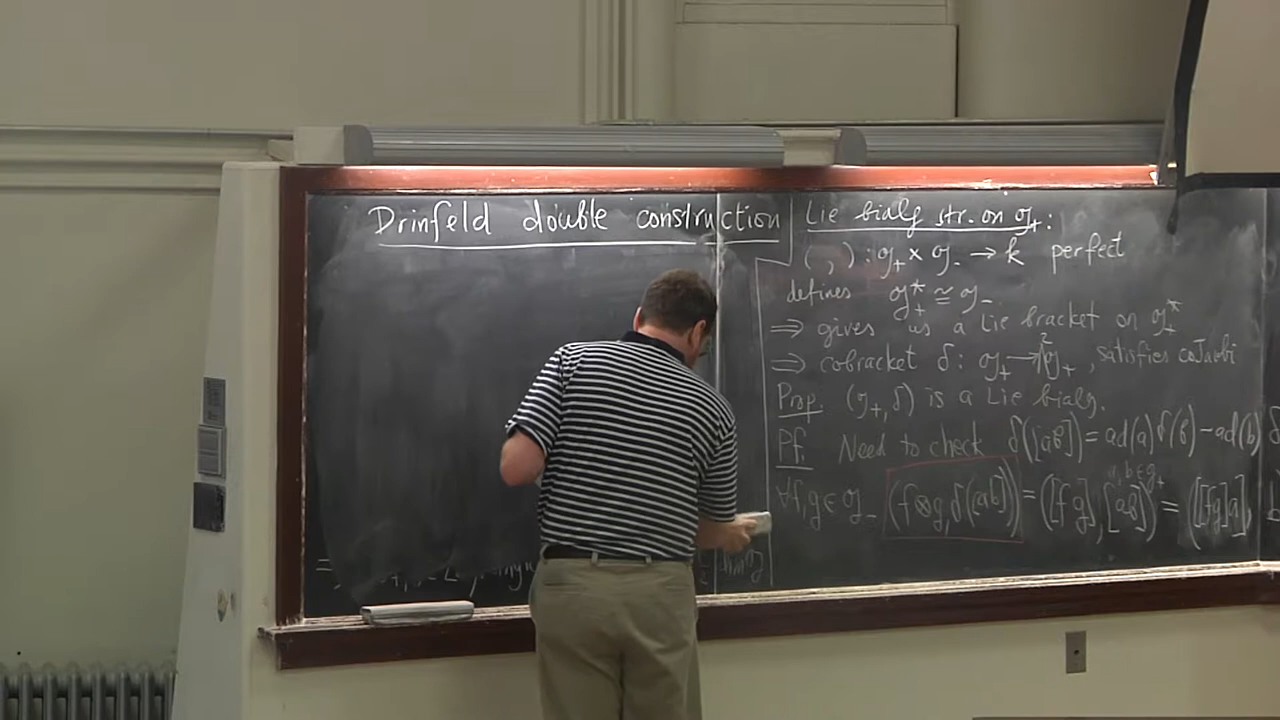 Drinfeld double construction
Lie bialg str. on 𝔤₊:
( , ) : 𝔤₊ × 𝔤₋ → k perfect
defines 𝔤₊* ≅ 𝔤₋
⇒ gives us a Lie bracket on 𝔤₊*
⇒ cobracket δ: 𝔤₊ → Λ²𝔤₊, satisfies coJacobi
Prop. (𝔤₊, δ) is a Lie bialg.
Pf. Need to check δ([ab]) = ad(a)δ(b) - ad(b)
a, b ∈ 𝔤₊
∀f, g ∈ 𝔤₋ (f⊗g, δ([ab])) = ([fg], [ab]) = ([[fg]a],